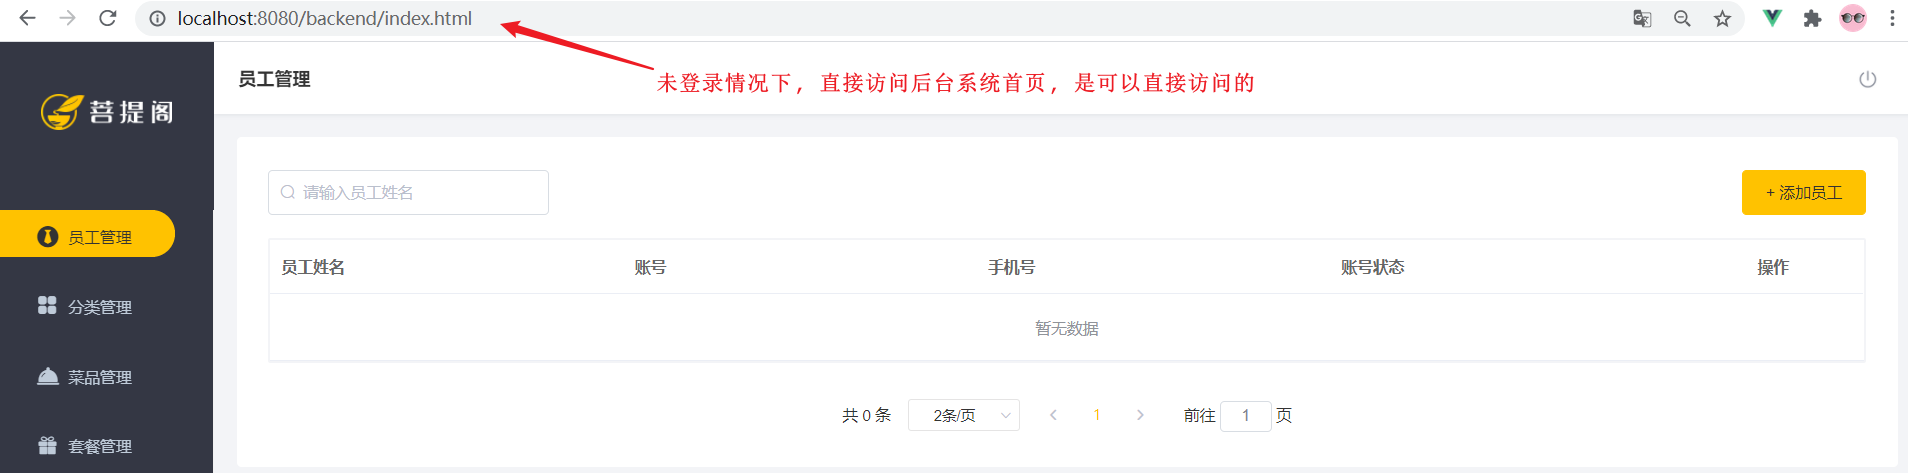 localhost:8080/backend/index.html
员工管理
未登录情况下，直接访问后台系统首页，是可以直接访问的
菩提阁
请输入员工姓名
+ 添加员工
员工管理
员工姓名 账号 手机号 账号状态 操作
分类管理
暂无数据
菜品管理
共 0 条 2条/页 1 前往 1 页
套餐管理